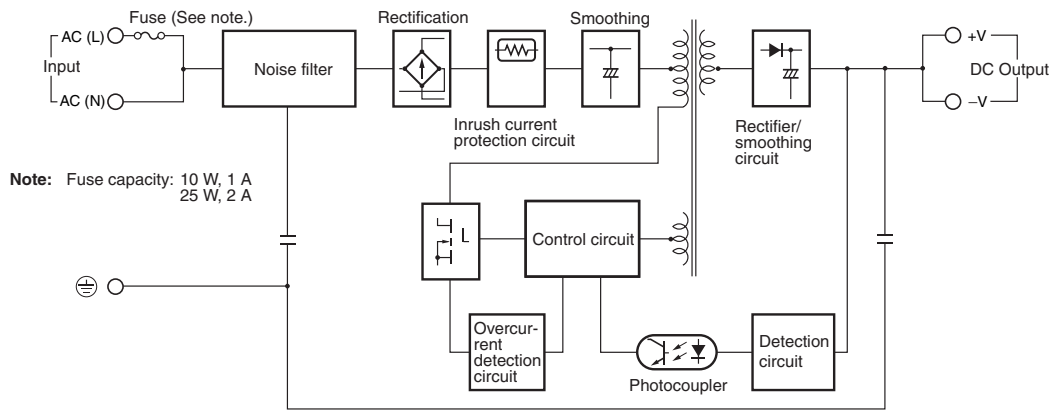 Fuse (See note.)
Rectification
Smoothing
AC (L)
Input
AC (N)
Noise filter
+V
DC Output
–V
Inrush current
protection circuit
Rectifier/
smoothing
circuit
Note: Fuse capacity: 10 W, 1 A
25 W, 2 A
Control circuit
Overcur-
rent
detection
circuit
Detection
circuit
Photocoupler